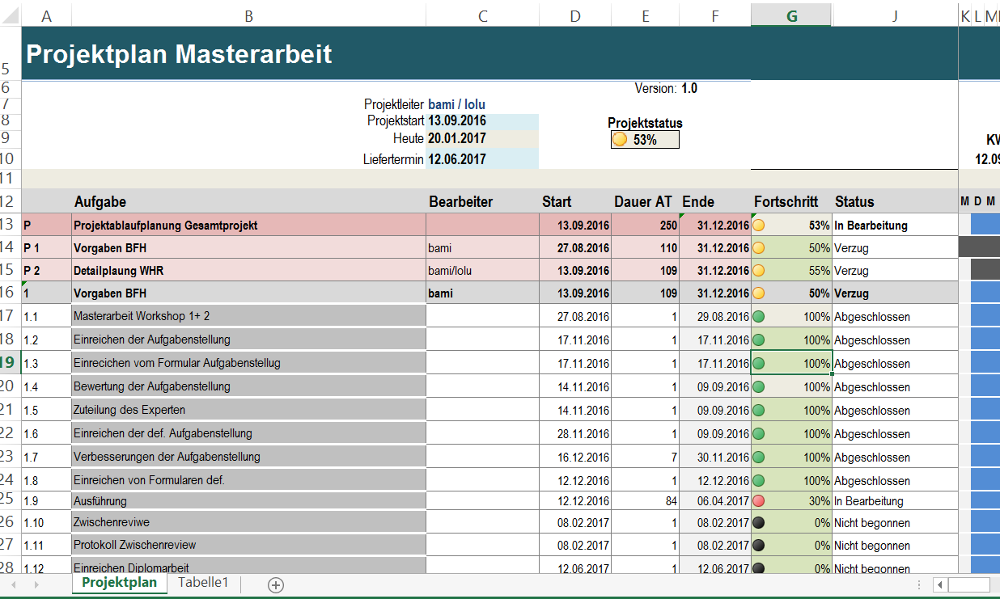 A B C D E F G J K L M
5 Projektplan Masterarbeit
6 Version: 1.0
7 Projektleiter bami / lolu
8 Projektstart 13.09.2016 Projektstatus
9 Heute 20.01.2017 53% KW
10 Liefertermin 12.06.2017 12.09
11
12 Aufgabe Bearbeiter Start Dauer AT Ende Fortschritt Status M D M
13 P Projektablaufplanung Gesamtprojekt 13.09.2016 250 31.12.2016 53% In Bearbeitung
14 P 1 Vorgaben BFH bami 27.08.2016 110 31.12.2016 50% Verzug
15 P 2 Detailplaung WHR bami/lolu 13.09.2016 109 31.12.2016 55% Verzug
16 1 Vorgaben BFH bami 13.09.2016 109 31.12.2016 50% Verzug
17 1.1 Masterarbeit Workshop 1+ 2 27.08.2016 1 29.08.2016 100% Abgeschlossen
18 1.2 Einreichen der Aufgabenstellung 17.11.2016 1 17.11.2016 100% Abgeschlossen
19 1.3 Einrecichen vom Formular Aufgabenstellug 17.11.2016 1 17.11.2016 100% Abgeschlossen
20 1.4 Bewertung der Aufgabenstellung 14.11.2016 1 09.09.2016 100% Abgeschlossen
21 1.5 Zuteilung des Experten 14.11.2016 1 09.09.2016 100% Abgeschlossen
22 1.6 Einreichen der def. Aufgabenstellung 28.11.2016 1 09.09.2016 100% Abgeschlossen
23 1.7 Verbesserungen der Aufgabenstellung 16.12.2016 7 30.11.2016 100% Abgeschlossen
24 1.8 Einreichen von Formularen def. 12.12.2016 1 12.12.2016 100% Abgeschlossen
25 1.9 Ausführung 12.12.2016 84 06.04.2017 30% In Bearbeitung
26 1.10 Zwischenreviwe 08.02.2017 1 08.02.2017 0% Nicht begonnen
27 1.11 Protokoll Zwischenreview 08.02.2017 1 08.02.2017 0% Nicht begonnen
28 1.12 Einreichen Diplomarbeit 12.06.2017 1 12.06.2017 0% Nicht begonnen
Projektplan Tabelle1